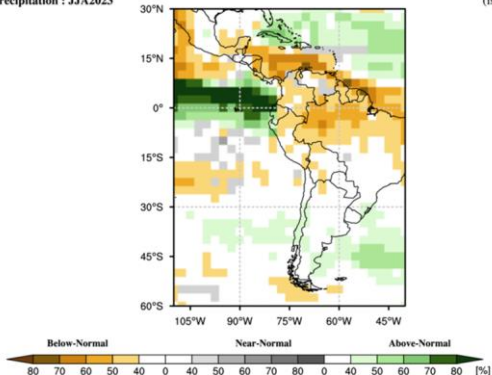 recipitation : JJA2023
30°N
15°N
0°
15°S
30°S
45°S
60°S
105°W 90°W 75°W 60°W 45°W
Below-Normal Near-Normal Above-Normal
80 70 60 50 40 0 40 50 60 70 80 0 40 50 60 70 80 [%]